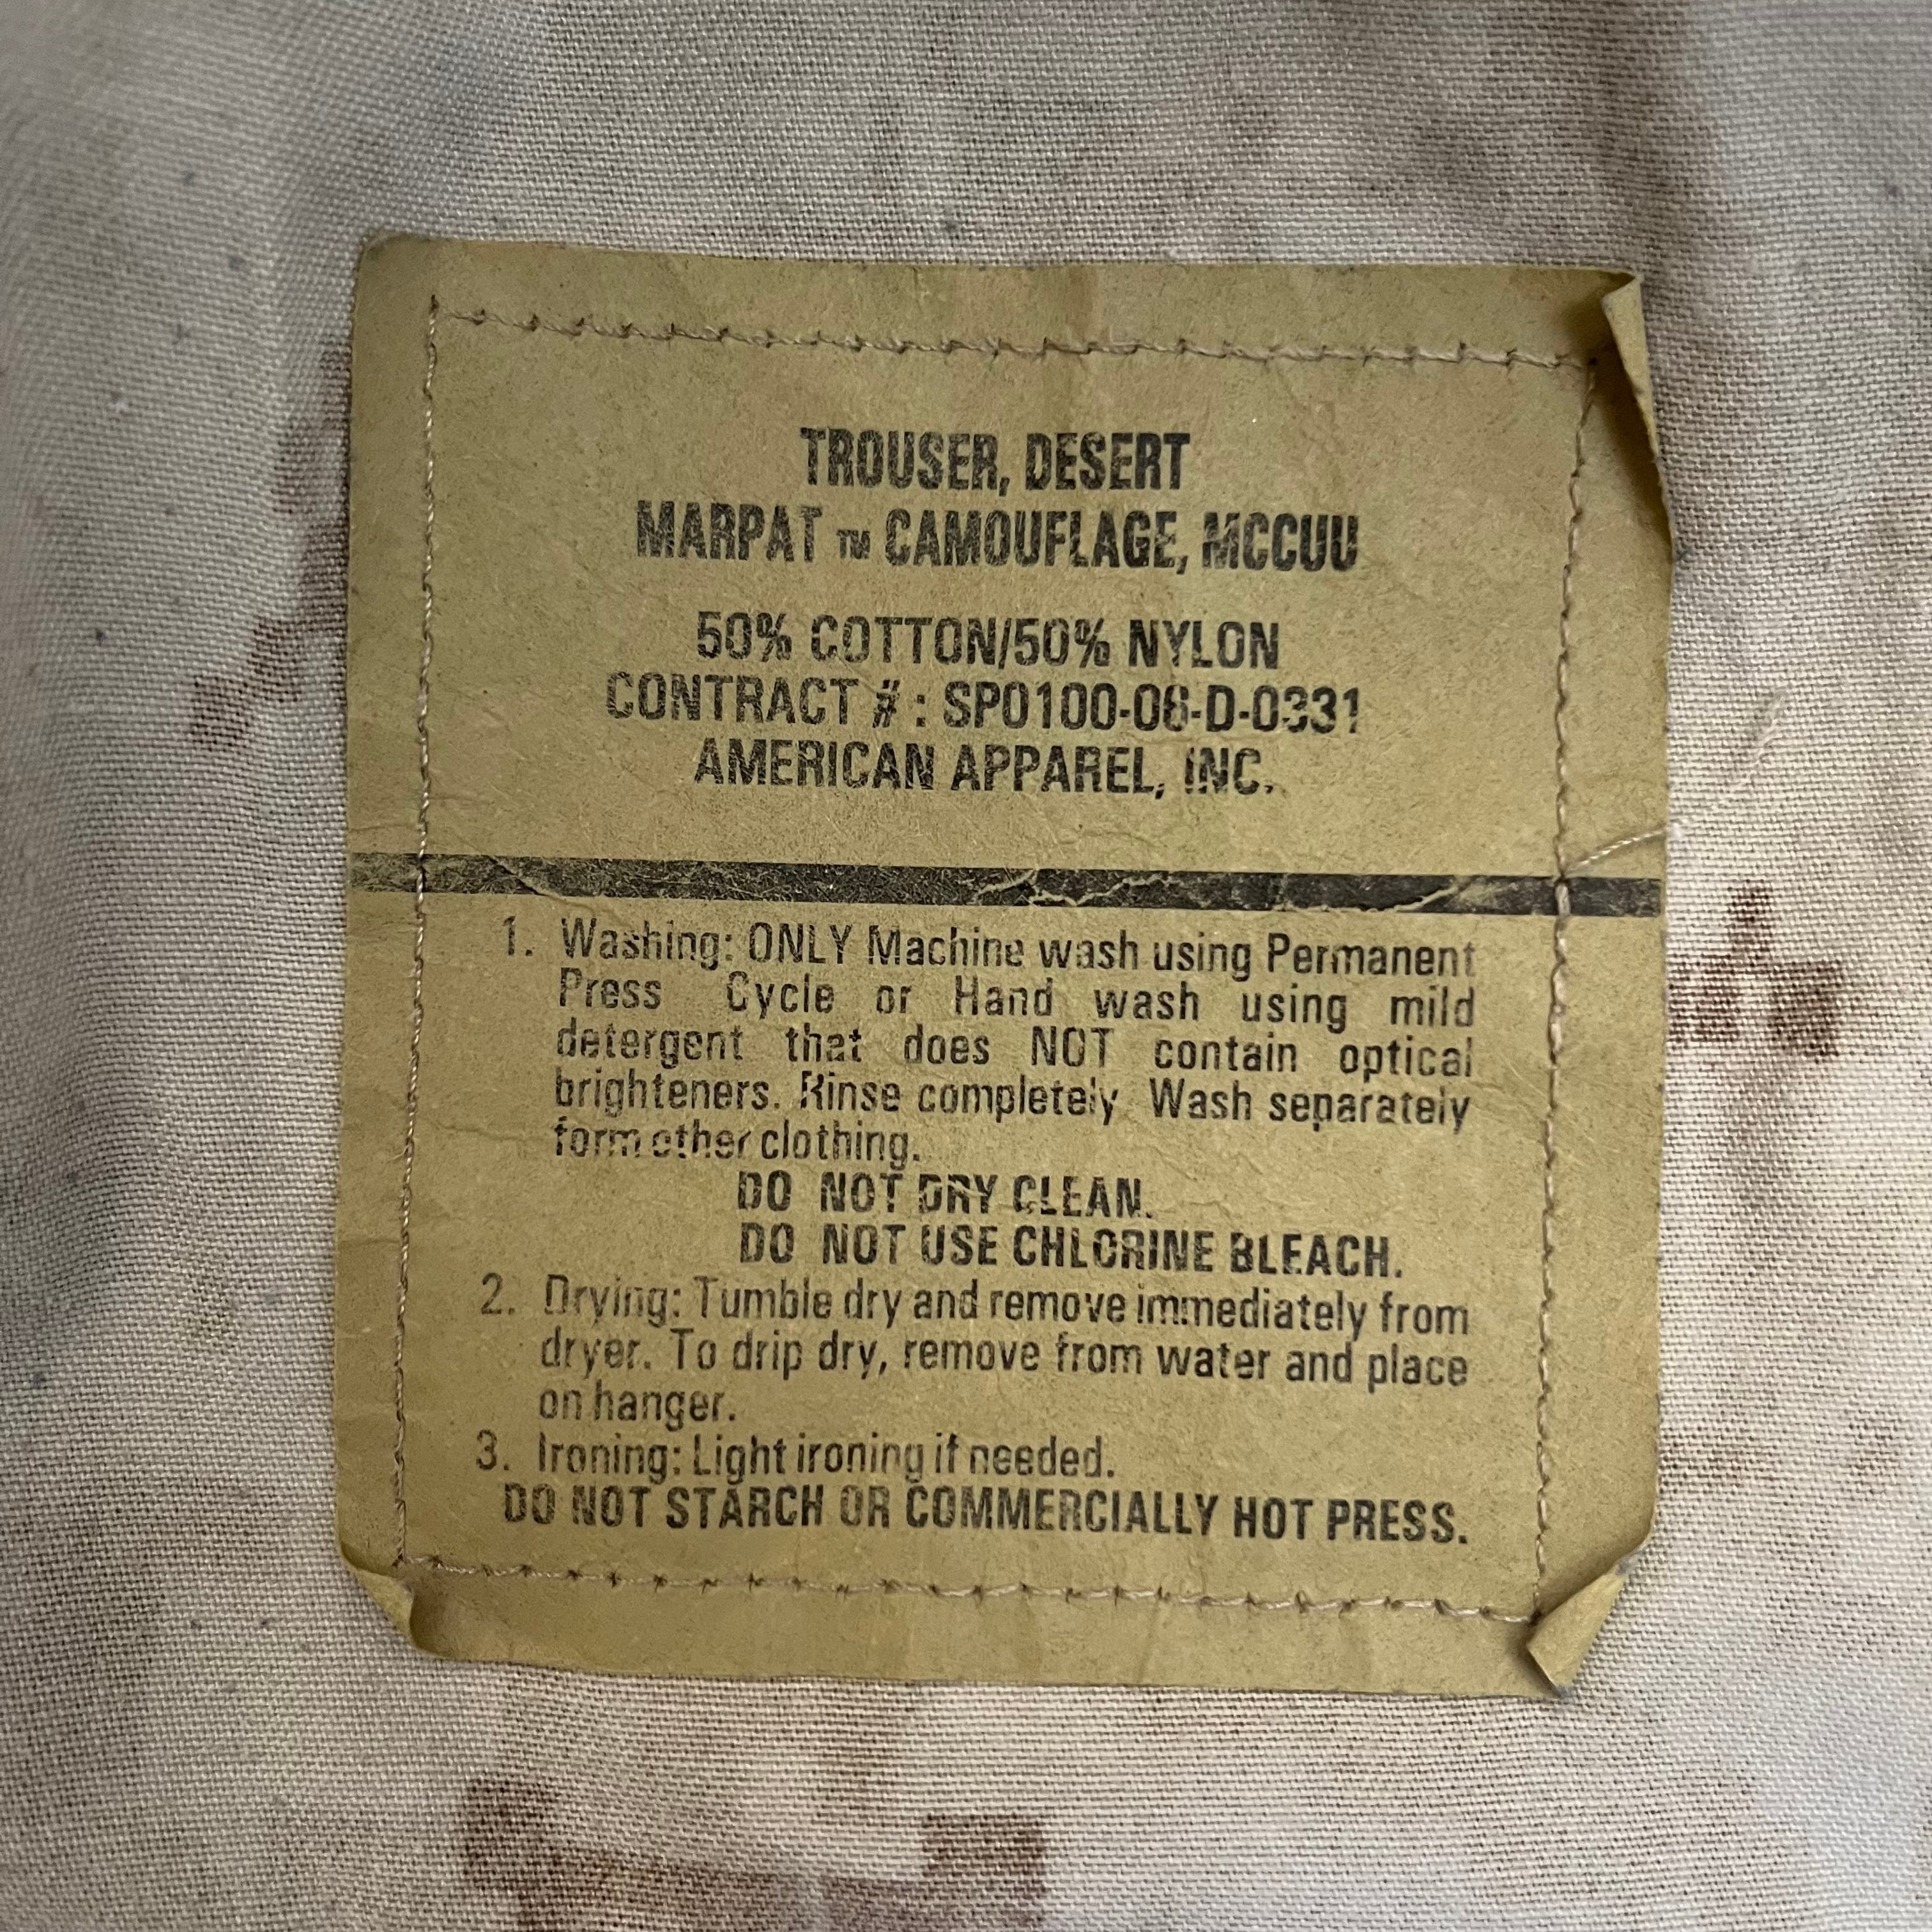 TROUSER, DESERT
MARPAT ™ CAMOUFLAGE, MCCUU
50% COTTON/50% NYLON
CONTRACT # : SP0100-06-D-0331
AMERICAN APPAREL, INC.
1. Washing: ONLY Machine wash using Permanent
Press Cycle or Hand wash using mild
detergent that does NOT contain optical
brighteners. Rinse completely Wash separately
form other clothing.
DO NOT DRY CLEAN.
DO NOT USE CHLORINE BLEACH.
2. Drying: Tumble dry and remove immediately from
dryer. To drip dry, remove from water and place
on hanger.
3. Ironing: Light ironing if needed.
DO NOT STARCH OR COMMERCIALLY HOT PRESS.